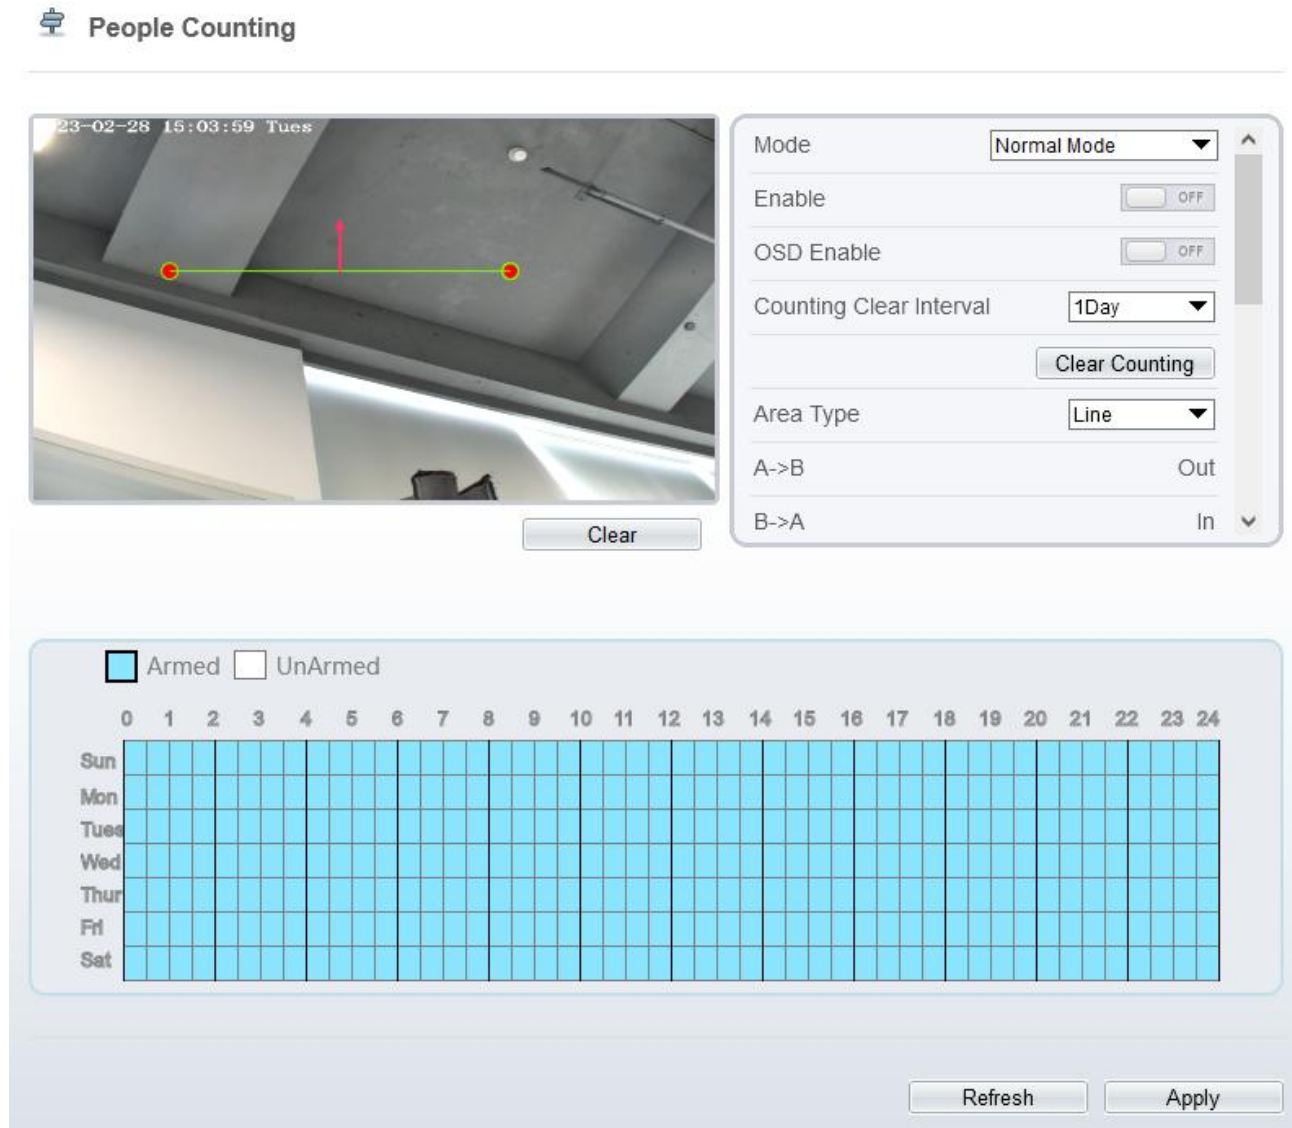 People Counting
23-02-28 15:03:59 Tues
Mode Normal Mode
Enable OFF
OSD Enable OFF
Counting Clear Interval 1Day
Clear Counting
Area Type Line
A->B Out
B->A In
Clear
Armed UnArmed
0 1 2 3 4 5 6 7 8 9 10 11 12 13 14 15 16 17 18 19 20 21 22 23 24
Sun
Mon
Tues
Wed
Thur
Fri
Sat
Refresh Apply